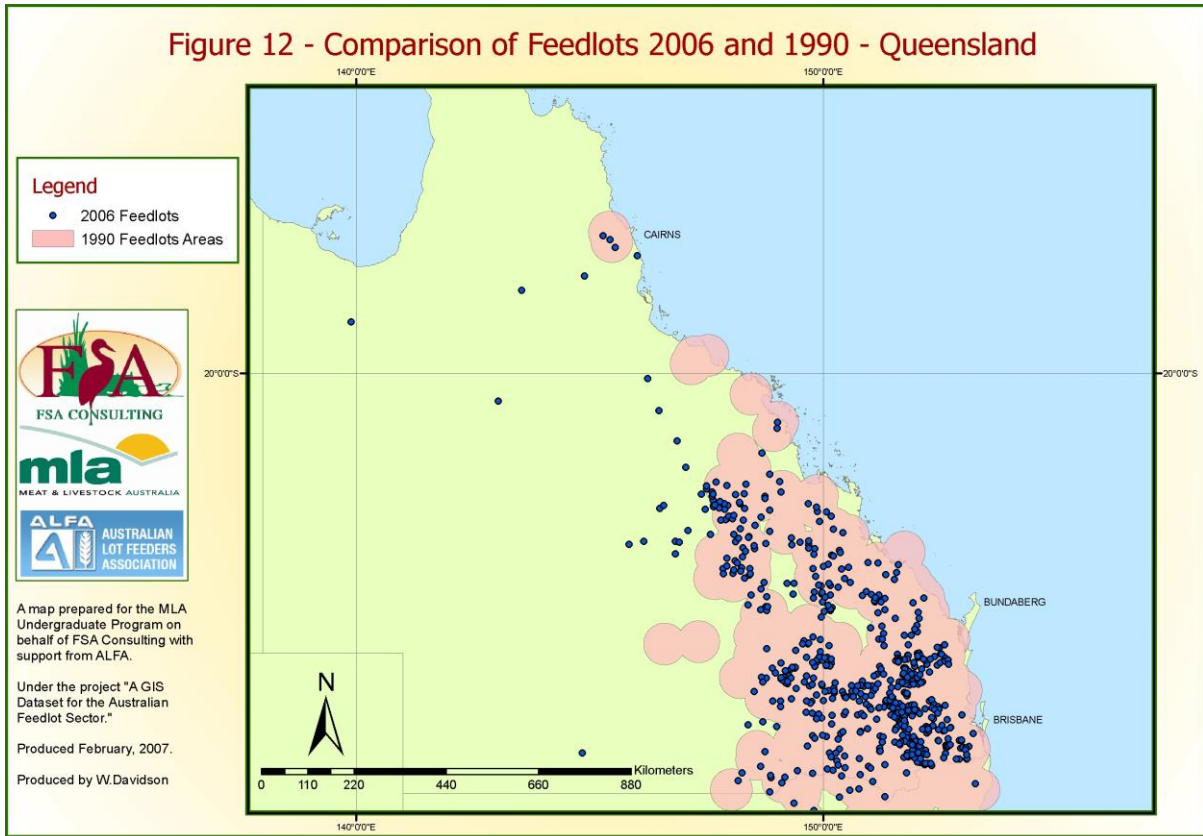 Figure 12 - Comparison of Feedlots 2006 and 1990 - Queensland
140°0'0"E
150°0'0"E
Legend
2006 Feedlots
1990 Feedlots Areas
CAIRNS
20°0'0"S
20°0'0"S
FSA
FSA CONSULTING
mla
MEAT & LIVESTOCK AUSTRALIA
ALFA
AUSTRALIAN
LOT FEEDERS
ASSOCIATION
BUNDABERG
A map prepared for the MLA
Undergraduate Program on
behalf of FSA Consulting with
support from ALFA.
Under the project "A GIS
Dataset for the Australian
Feedlot Sector."
Produced February, 2007.
Produced by W.Davidson
N
BRISBANE
Kilometers
0 110 220 440 660 880
140°0'0"E
150°0'0"E